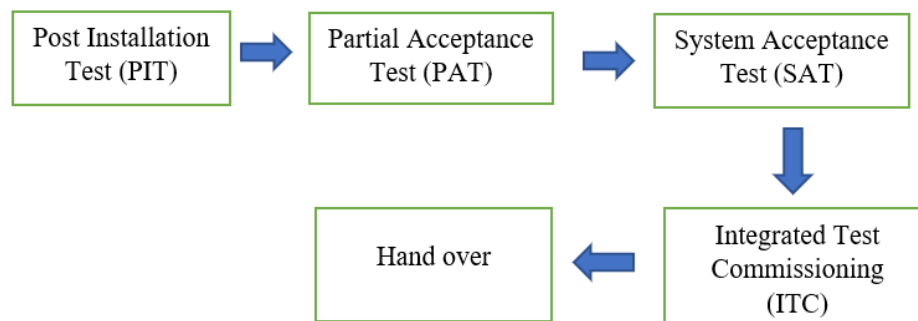 Post Installation
Test (PIT)
Partial Acceptance
Test (PAT)
System Acceptance
Test (SAT)
Integrated Test
Commissioning
(ITC)
Hand over